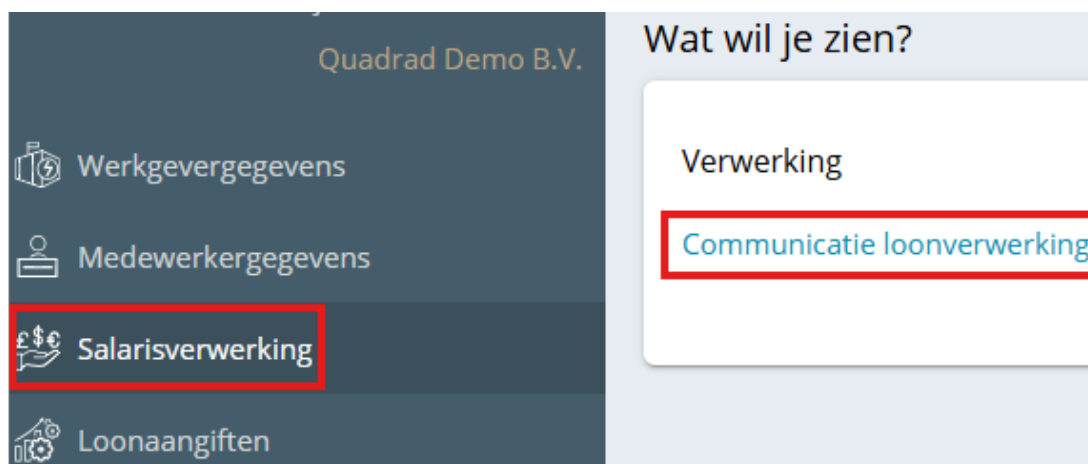 Quadrad Demo B.V.
Werkgevergegevens
Medewerkergegevens
£$€
Salarisverwerking
Loonaangiften
Wat wil je zien?
Verwerking
Communicatie loonverwerking